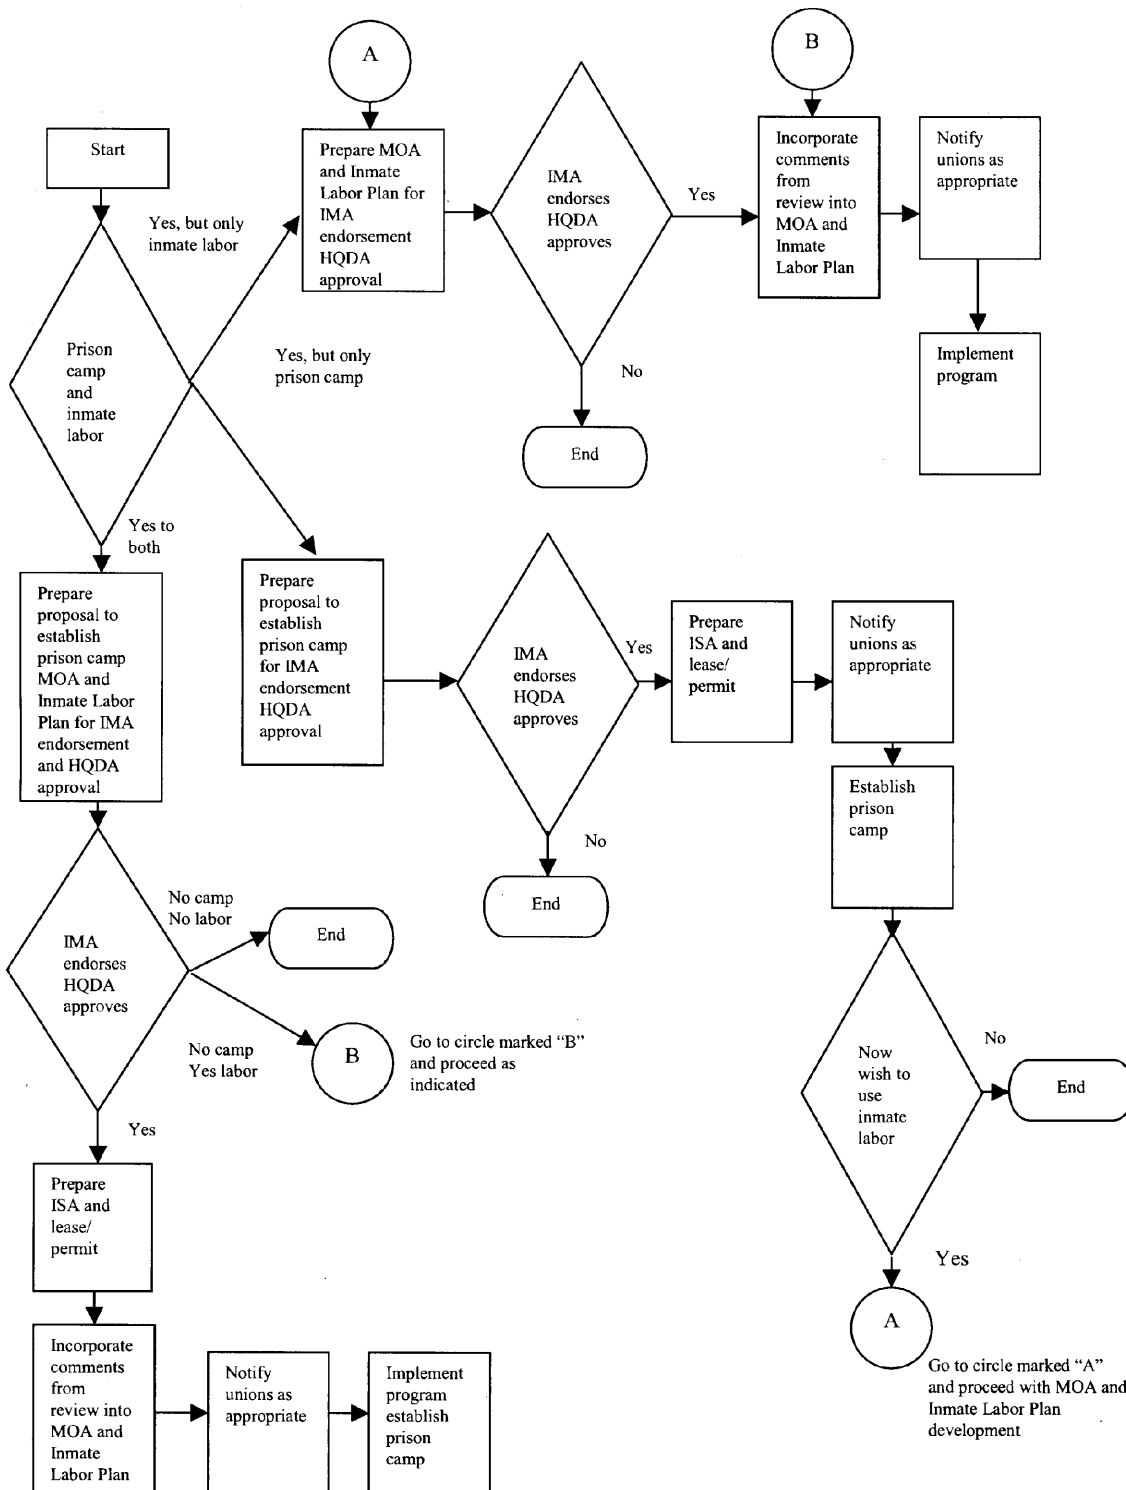 A
B
Start
Prepare MOA
and Inmate
Labor Plan for
IMA
endorsement
HQDA
approval
IMA
endorses
HQDA
approves
Yes
Incorporate
comments
from
review into
MOA and
Inmate
Labor Plan
Notify
unions as
appropriate
Implement
program
No
End
Yes, but only
inmate labor
Prison
camp
and
inmate
labor
Yes, but only
prison camp
Yes to
both
Prepare
proposal to
establish
prison camp
for IMA
endorsement
HQDA
approval
IMA
endorses
HQDA
approves
Yes
Prepare
ISA and
lease/
permit
Notify
unions as
appropriate
Establish
prison
camp
No
End
Now
wish to
use
inmate
labor
No
End
Yes
A
Go to circle marked “A”
and proceed with MOA and
Inmate Labor Plan
development
Prepare
proposal to
establish
prison camp
MOA and
Inmate Labor
Plan for IMA
endorsement
and HQDA
approval
IMA
endorses
HQDA
approves
No camp
No labor
End
No camp
Yes labor
B
Go to circle marked “B”
and proceed as
indicated
Yes
Prepare
ISA and
lease/
permit
Incorporate
comments
from
review into
MOA and
Inmate
Labor Plan
Notify
unions as
appropriate
Implement
program
establish
prison
camp